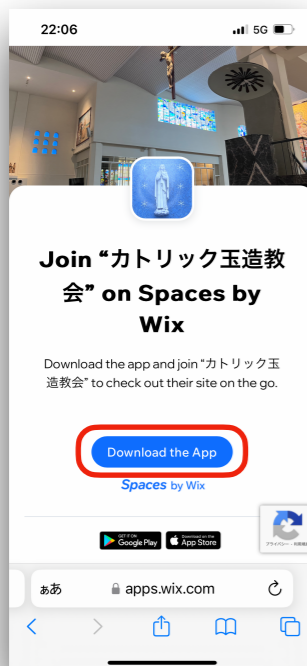 22:06
5G
Join “カトリック玉造教
会” on Spaces by
Wix
Download the app and join “カトリック玉
造教会” to check out their site on the go.
Download the App
Spaces by Wix
GET IT ON
Google Play
Download on the
App Store
ぁあ
apps.wix.com